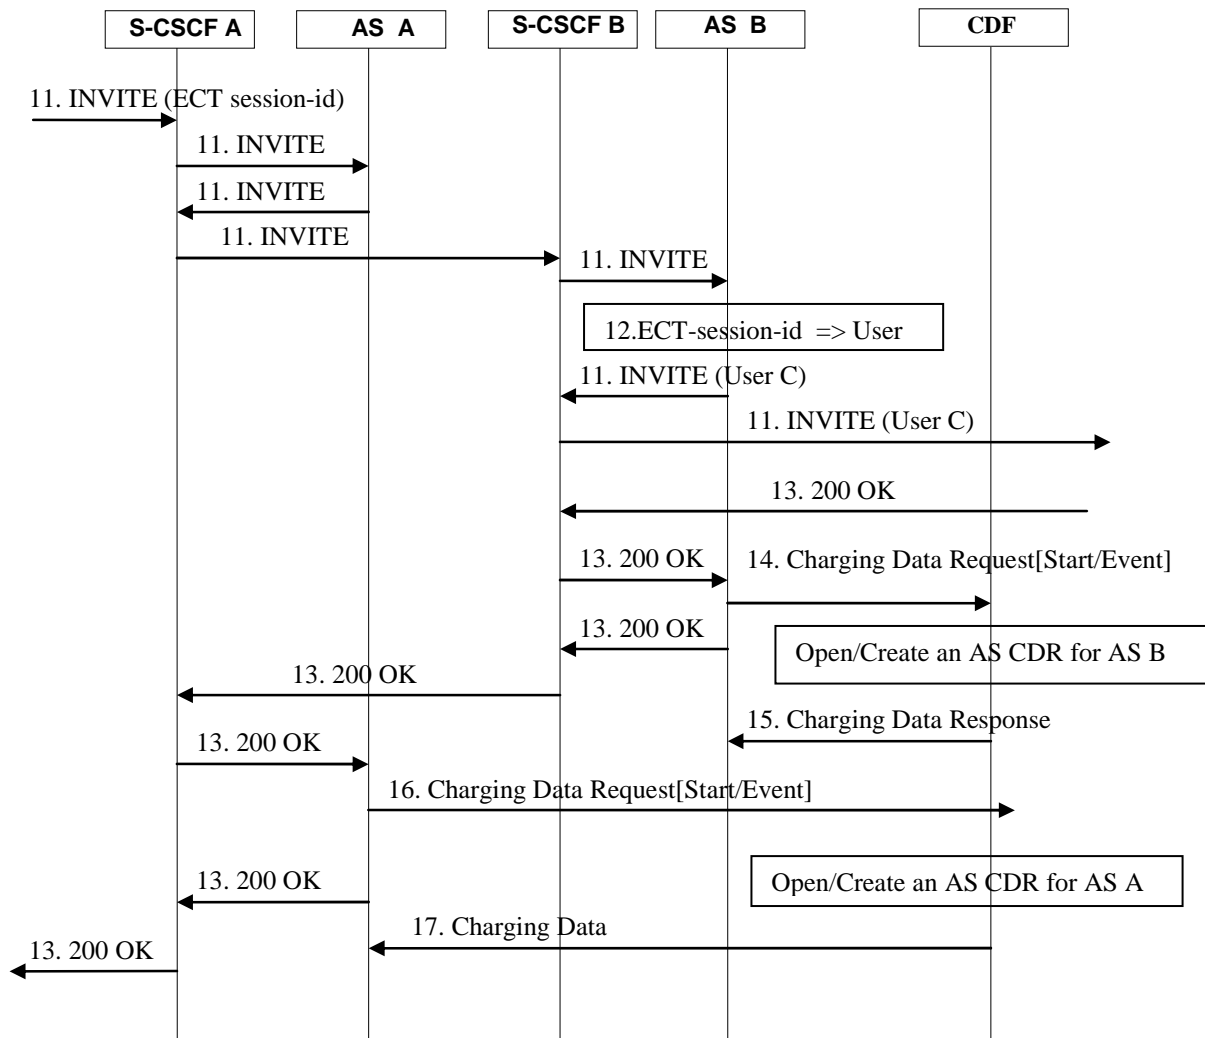 S-CSCF A
AS A
S-CSCF B
AS B
CDF
11. INVITE (ECT session-id)
11. INVITE
11. INVITE
11. INVITE
11. INVITE
12.ECT-session-id => User
11. INVITE (User C)
11. INVITE (User C)
13. 200 OK
13. 200 OK
14. Charging Data Request[Start/Event]
13. 200 OK
Open/Create an AS CDR for AS B
13. 200 OK
15. Charging Data Response
13. 200 OK
16. Charging Data Request[Start/Event]
13. 200 OK
Open/Create an AS CDR for AS A
17. Charging Data
13. 200 OK